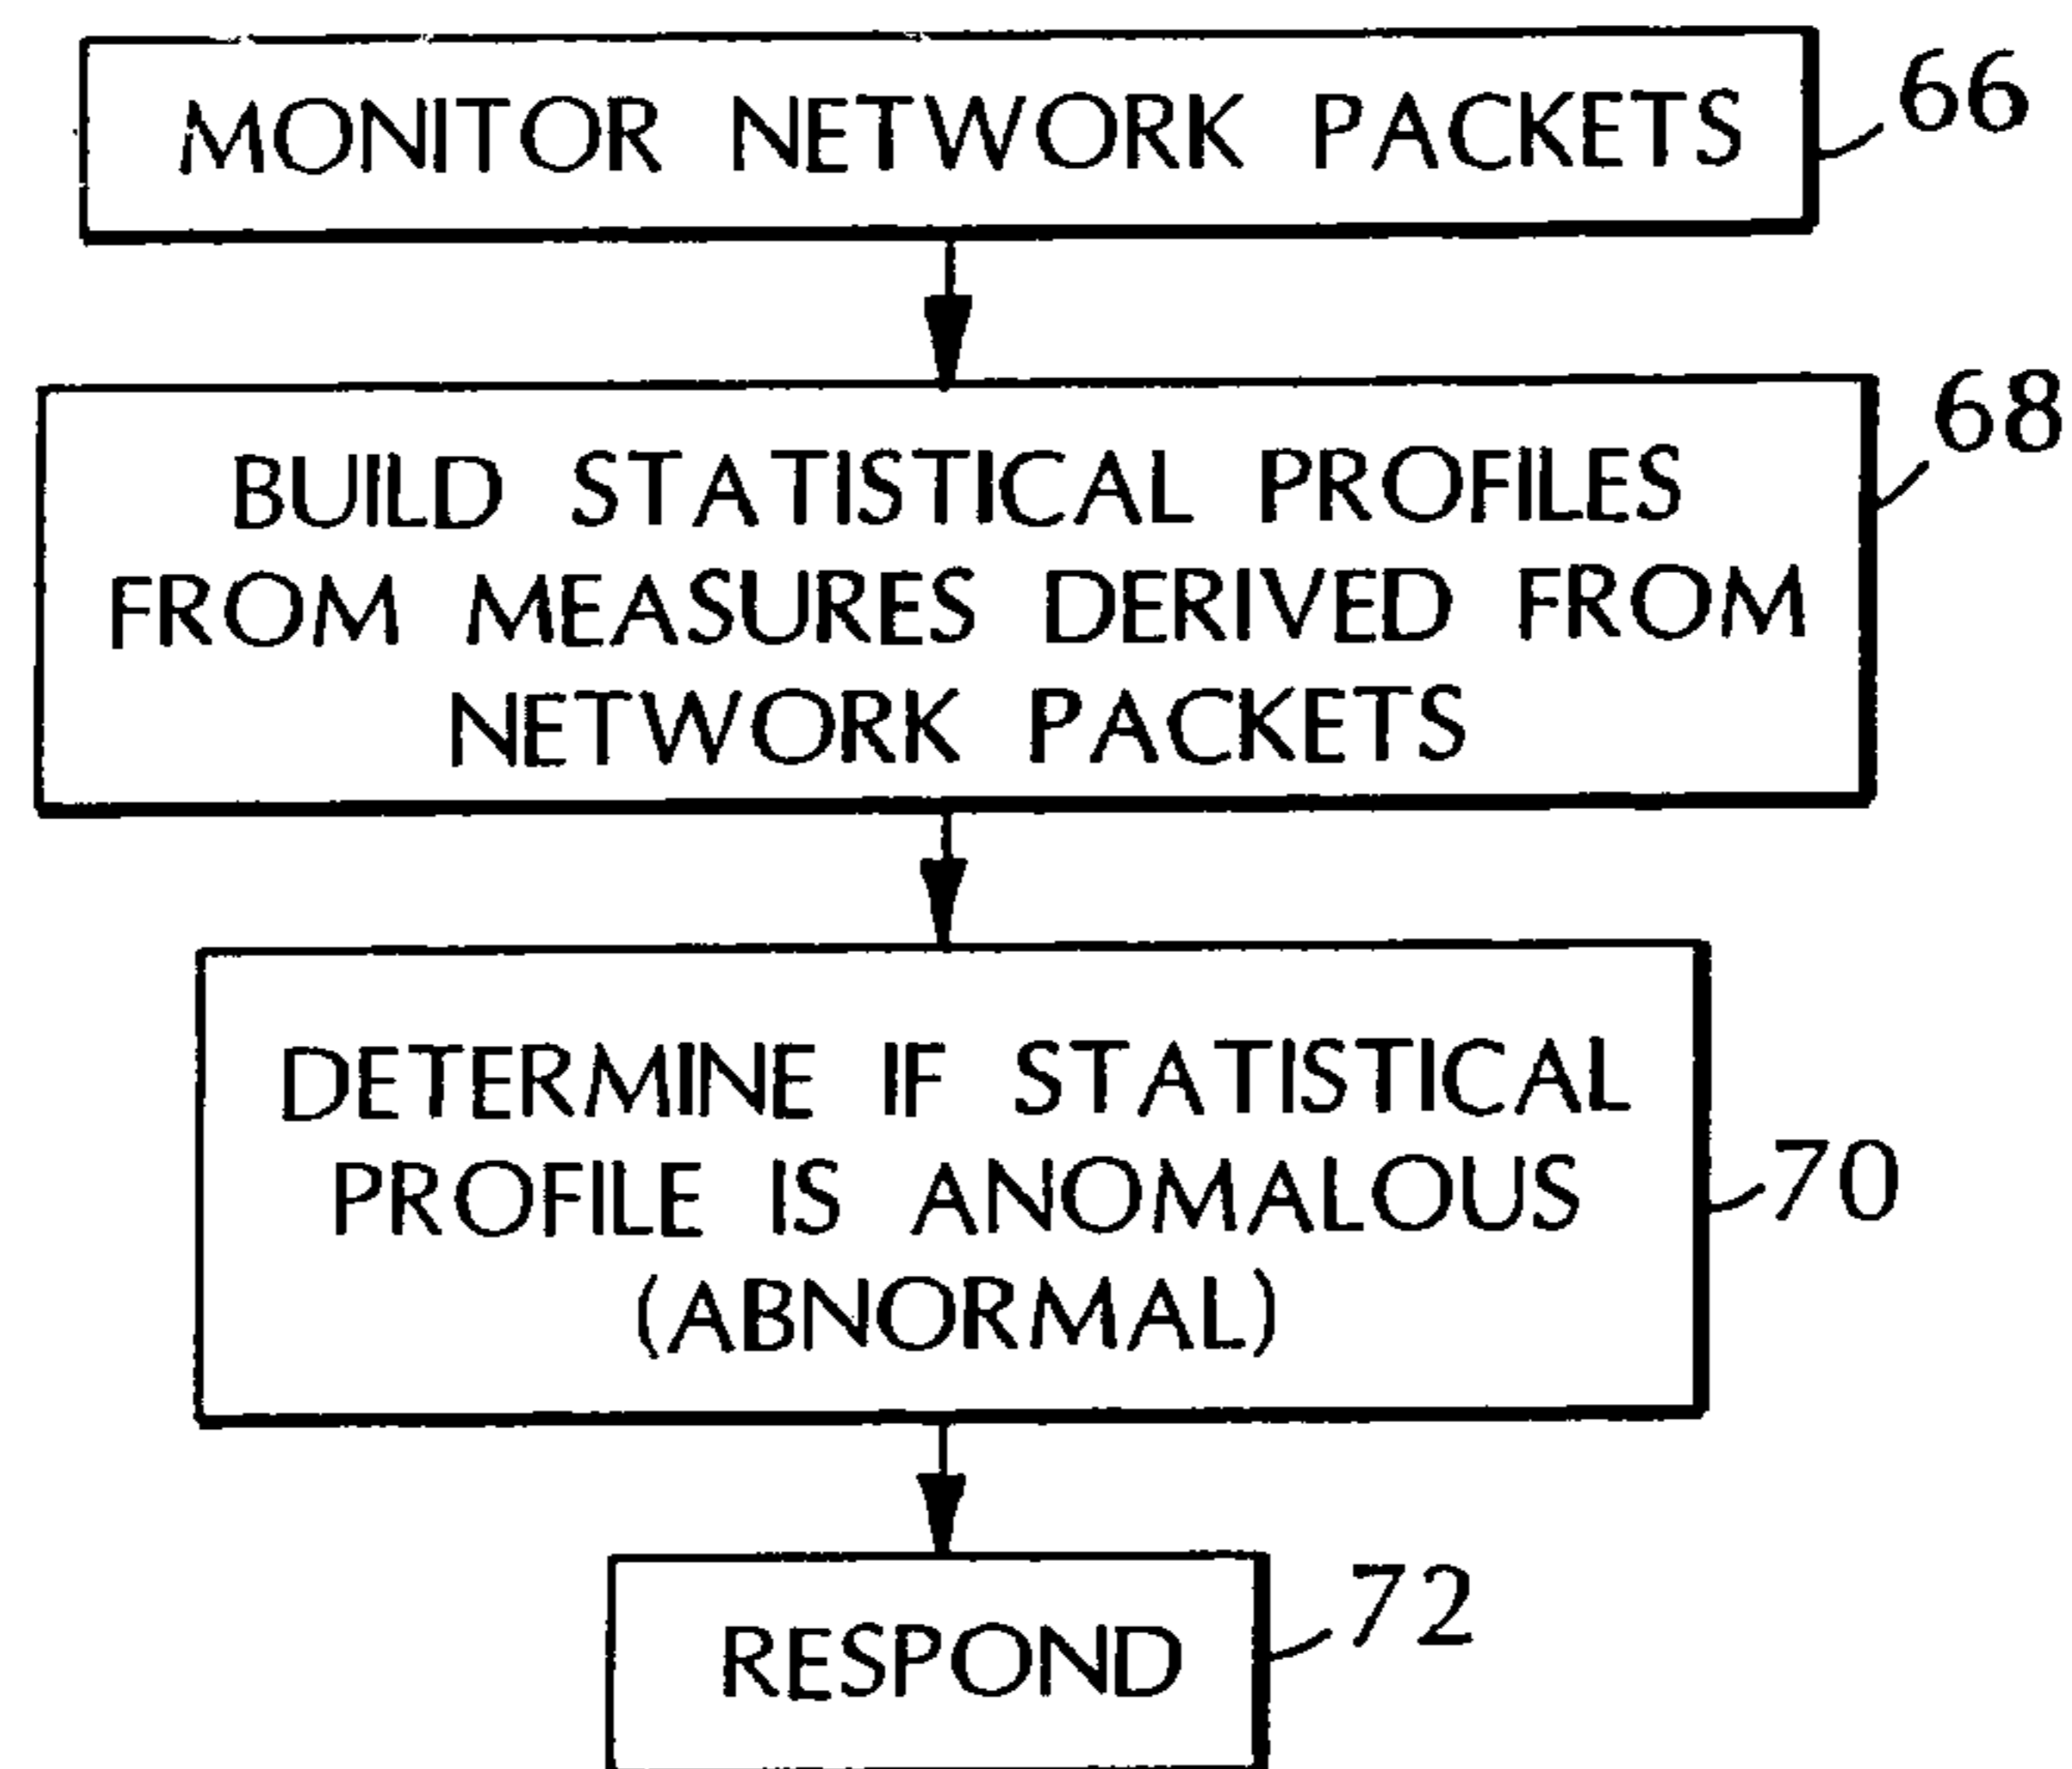 MONITOR NETWORK PACKETS
66
BUILD STATISTICAL PROFILES
FROM MEASURES DERIVED FROM
NETWORK PACKETS
68
DETERMINE IF STATISTICAL
PROFILE IS ANOMALOUS
(ABNORMAL)
70
RESPOND
72